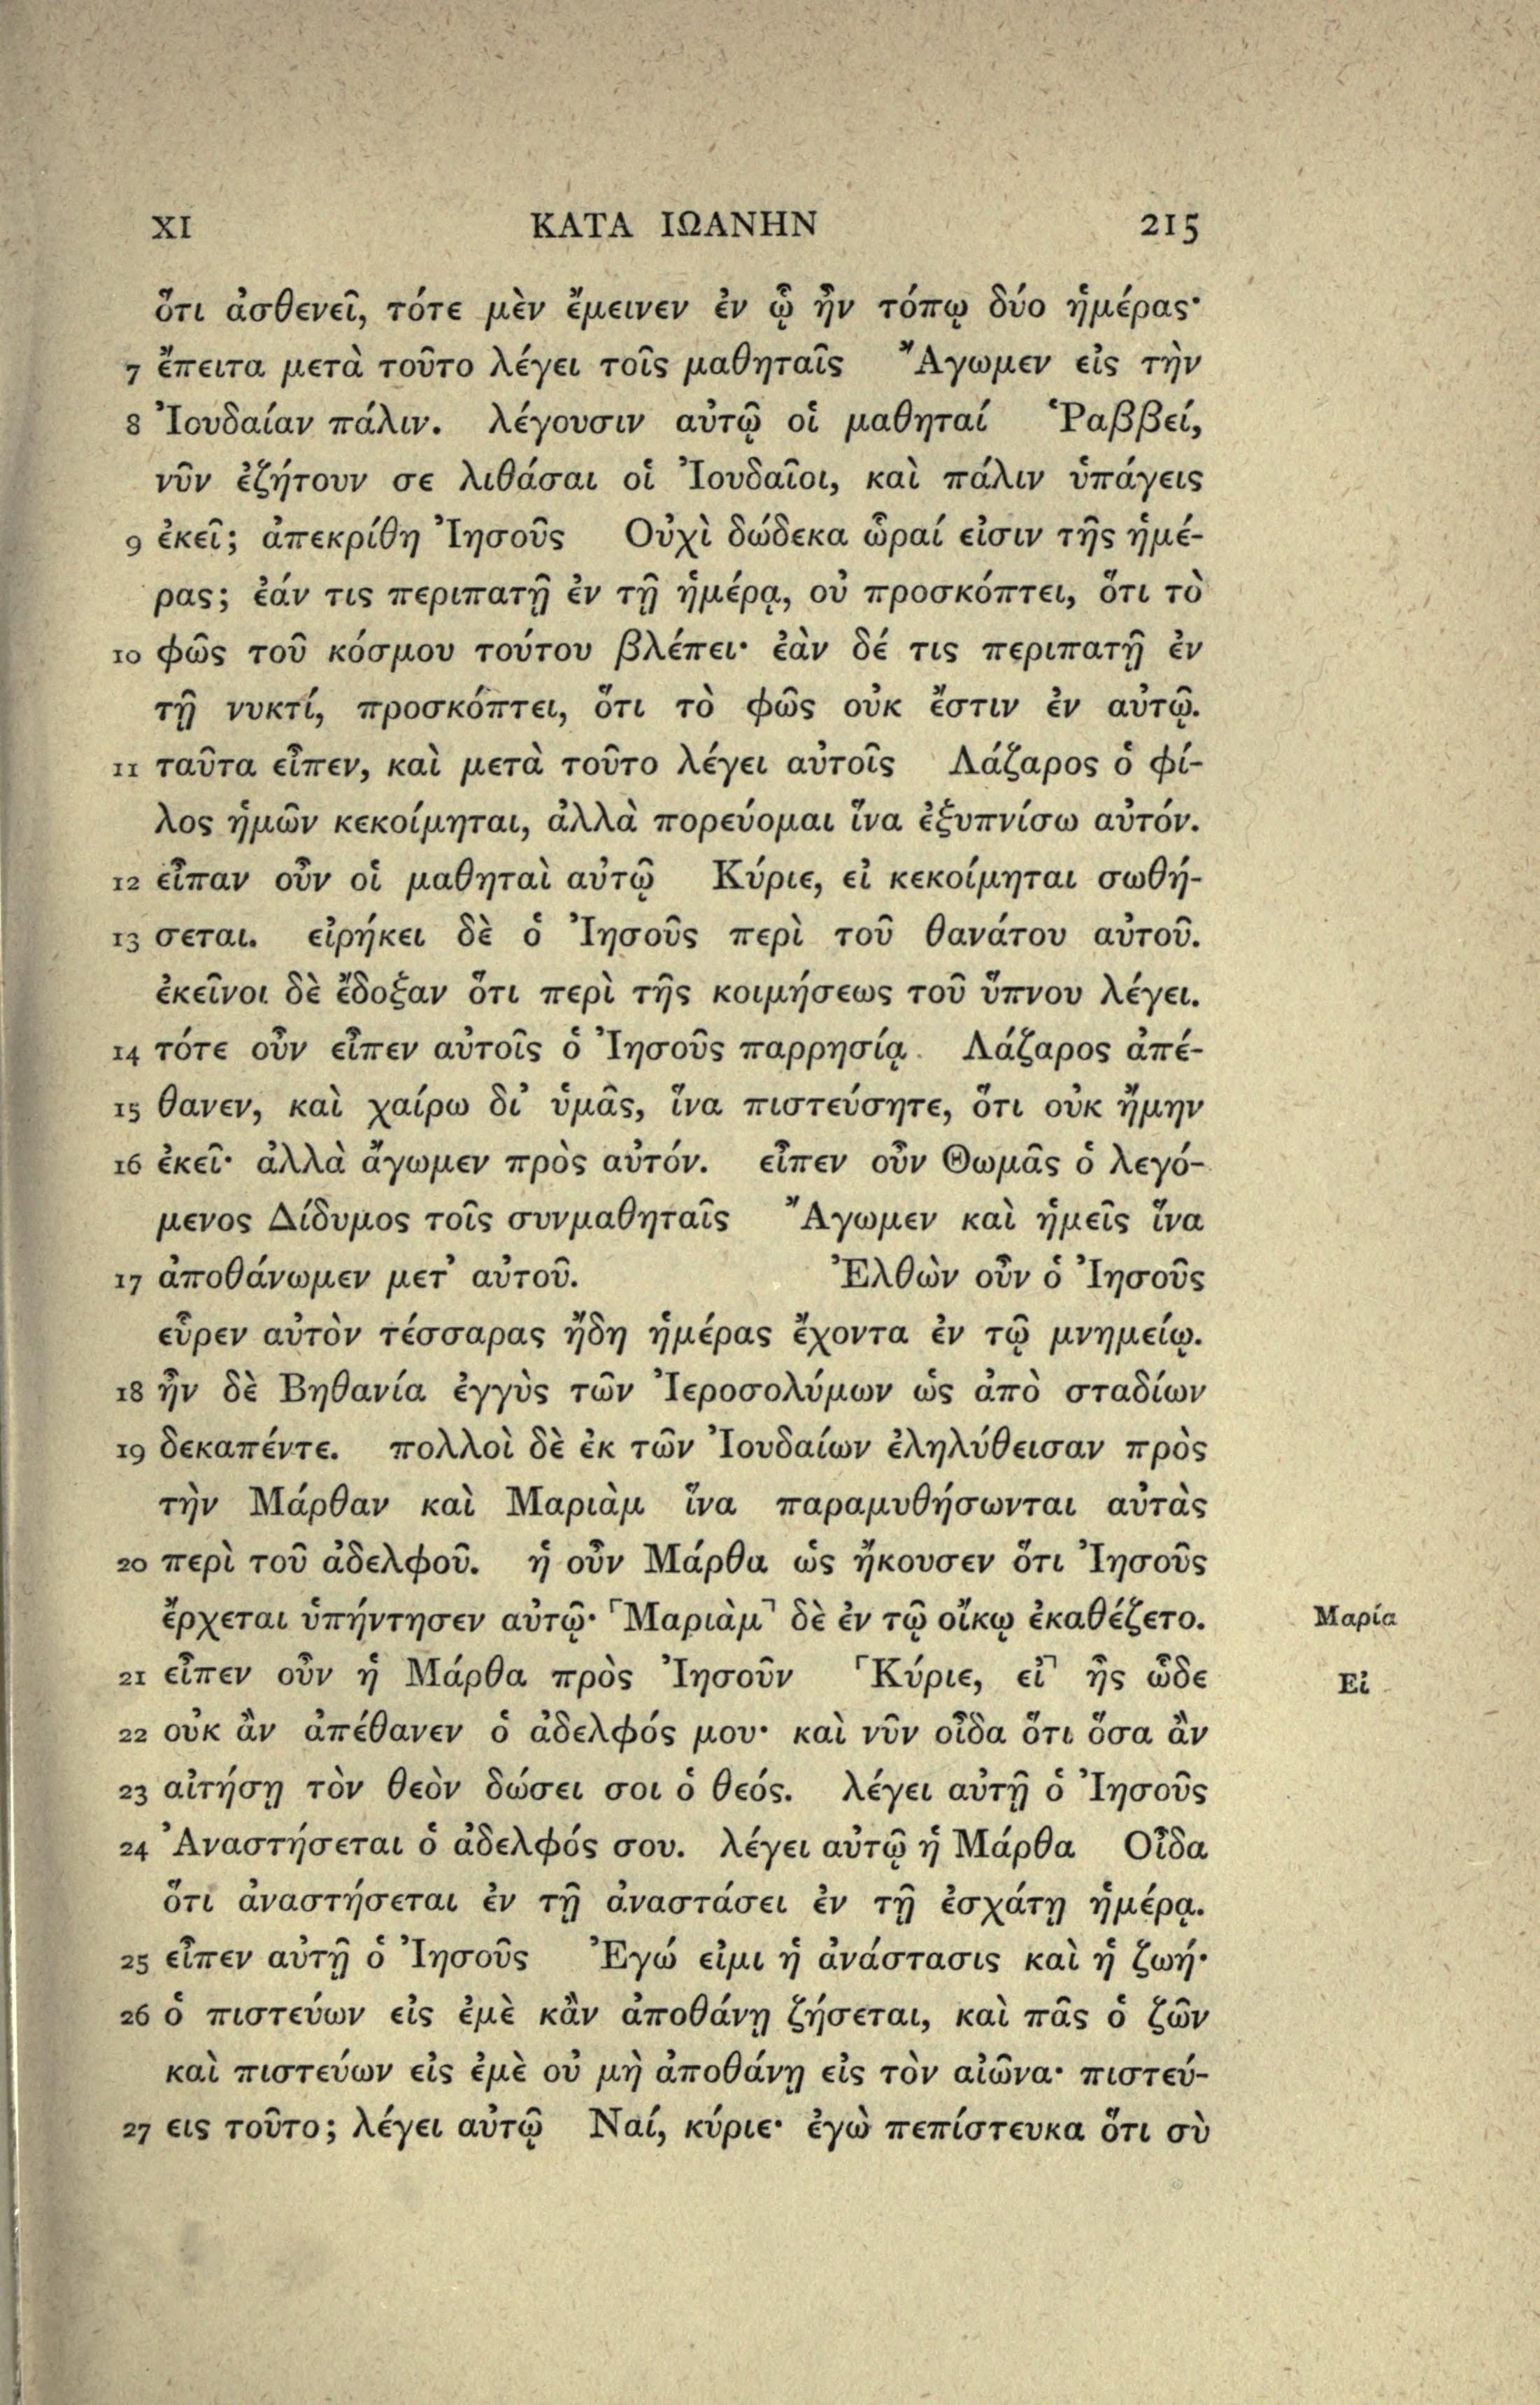 XI ΚΑΤΑ ΙΩΑΝΗΝ 215
ὅτι ἀσθενεῖ, τότε μὲν ἔμεινεν ἐν ᾧ ἦν τόπῳ δύο ἡμέρας·
7 ἔπειτα μετὰ τοῦτο λέγει τοῖς μαθηταῖς Ἄγωμεν εἰς τὴν
8 Ἰουδαίαν πάλιν. λέγουσιν αὐτῷ οἱ μαθηταί Ῥαββεί,
νῦν ἐζήτουν σε λιθάσαι οἱ Ἰουδαῖοι, καὶ πάλιν ὑπάγεις
9 ἐκεῖ; ἀπεκρίθη Ἰησοῦς Οὐχὶ δώδεκα ὧραί εἰσιν τῆς ἡμέ-
ρας; ἐάν τις περιπατῇ ἐν τῇ ἡμέρᾳ, οὐ προσκόπτει, ὅτι τὸ
10 φῶς τοῦ κόσμου τούτου βλέπει· ἐὰν δέ τις περιπατῇ ἐν
τῇ νυκτί, προσκόπτει, ὅτι τὸ φῶς οὐκ ἔστιν ἐν αὐτῷ.
11 ταῦτα εἶπεν, καὶ μετὰ τοῦτο λέγει αὐτοῖς Λάζαρος ὁ φί-
λος ἡμῶν κεκοίμηται, ἀλλὰ πορεύομαι ἵνα ἐξυπνίσω αὐτόν.
12 εἶπαν οὖν οἱ μαθηταὶ αὐτῷ Κύριε, εἰ κεκοίμηται σωθή-
13 σεται. εἰρήκει δὲ ὁ Ἰησοῦς περὶ τοῦ θανάτου αὐτοῦ.
ἐκεῖνοι δὲ ἔδοξαν ὅτι περὶ τῆς κοιμήσεως τοῦ ὕπνου λέγει.
14 τότε οὖν εἶπεν αὐτοῖς ὁ Ἰησοῦς παρρησίᾳ Λάζαρος ἀπέ-
15 θανεν, καὶ χαίρω δι᾽ ὑμᾶς, ἵνα πιστεύσητε, ὅτι οὐκ ἤμην
16 ἐκεῖ· ἀλλὰ ἄγωμεν πρὸς αὐτόν. εἶπεν οὖν Θωμᾶς ὁ λεγό-
μενος Δίδυμος τοῖς συνμαθηταῖς Ἄγωμεν καὶ ἡμεῖς ἵνα
17 ἀποθάνωμεν μετ᾽ αὐτοῦ. Ἐλθὼν οὖν ὁ Ἰησοῦς
εὗρεν αὐτὸν τέσσαρας ἤδη ἡμέρας ἔχοντα ἐν τῷ μνημείῳ.
18 ἦν δὲ Βηθανία ἐγγὺς τῶν Ἰεροσολύμων ὡς ἀπὸ σταδίων
19 δεκαπέντε. πολλοὶ δὲ ἐκ τῶν Ἰουδαίων ἐληλύθεισαν πρὸς
τὴν Μάρθαν καὶ Μαριὰμ ἵνα παραμυθήσωνται αὐτὰς
20 περὶ τοῦ ἀδελφοῦ. ἡ οὖν Μάρθα ὡς ἤκουσεν ὅτι Ἰησοῦς
ἔρχεται ὑπήντησεν αὐτῷ· ⌜Μαριὰμ⌝ δὲ ἐν τῷ οἴκῳ ἐκαθέζετο. Μαρία
21 εἶπεν οὖν ἡ Μάρθα πρὸς Ἰησοῦν ⌜Κύριε, εἰ⌝ ἦς ὧδε Εἰ
22 οὐκ ἂν ἀπέθανεν ὁ ἀδελφός μου· καὶ νῦν οἶδα ὅτι ὅσα ἂν
23 αἰτήσῃ τὸν θεὸν δώσει σοι ὁ θεός. λέγει αὐτῇ ὁ Ἰησοῦς
24 Ἀναστήσεται ὁ ἀδελφός σου. λέγει αὐτῷ ἡ Μάρθα Οἶδα
ὅτι ἀναστήσεται ἐν τῇ ἀναστάσει ἐν τῇ ἐσχάτῃ ἡμέρᾳ.
25 εἶπεν αὐτῇ ὁ Ἰησοῦς Ἐγώ εἰμι ἡ ἀνάστασις καὶ ἡ ζωή·
26 ὁ πιστεύων εἰς ἐμὲ κἂν ἀποθάνῃ ζήσεται, καὶ πᾶς ὁ ζῶν
καὶ πιστεύων εἰς ἐμὲ οὐ μὴ ἀποθάνῃ εἰς τὸν αἰῶνα· πιστεύ-
27 εις τοῦτο; λέγει αὐτῷ Ναί, κύριε· ἐγὼ πεπίστευκα ὅτι σὺ